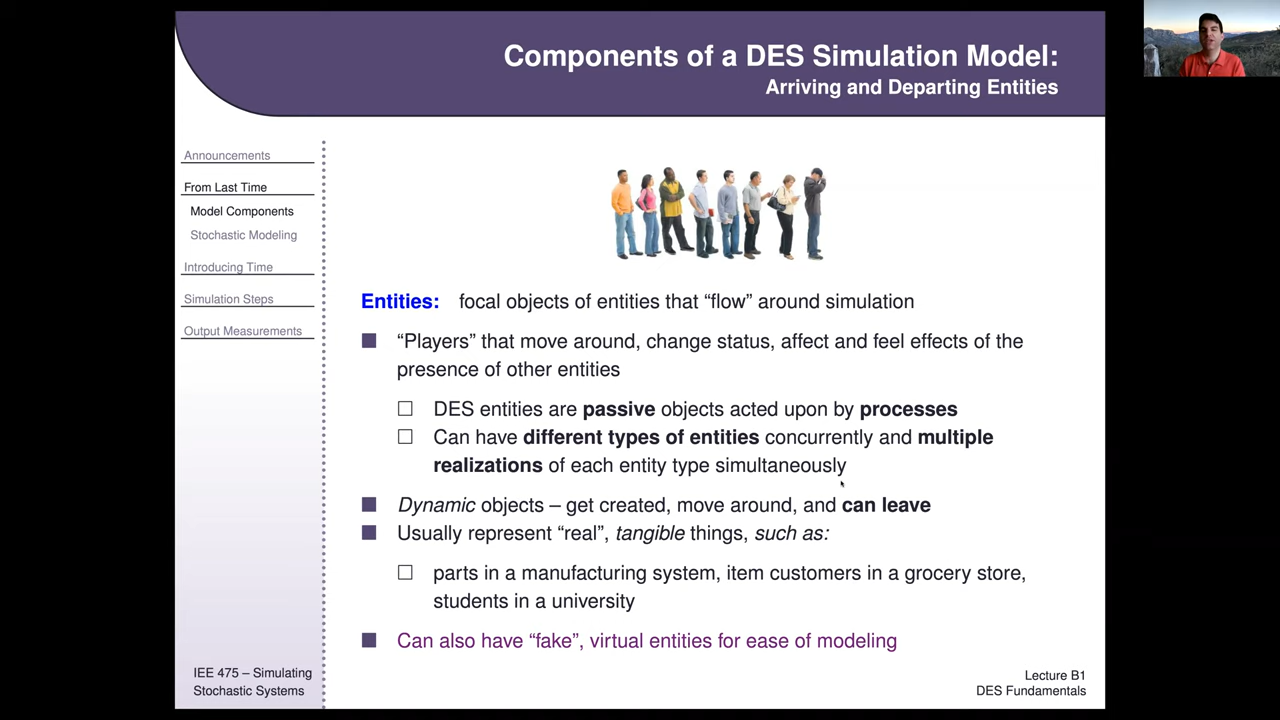 Components of a DES Simulation Model:
Arriving and Departing Entities
Announcements
From Last Time
Model Components
Stochastic Modeling
Introducing Time
Simulation Steps
Output Measurements
Entities: focal objects of entities that “flow” around simulation
“Players” that move around, change status, affect and feel effects of the
presence of other entities
DES entities are passive objects acted upon by processes
Can have different types of entities concurrently and multiple
realizations of each entity type simultaneously
Dynamic objects – get created, move around, and can leave
Usually represent “real”, tangible things, such as:
parts in a manufacturing system, item customers in a grocery store,
students in a university
Can also have “fake”, virtual entities for ease of modeling
IEE 475 – Simulating
Stochastic Systems
Lecture B1
DES Fundamentals